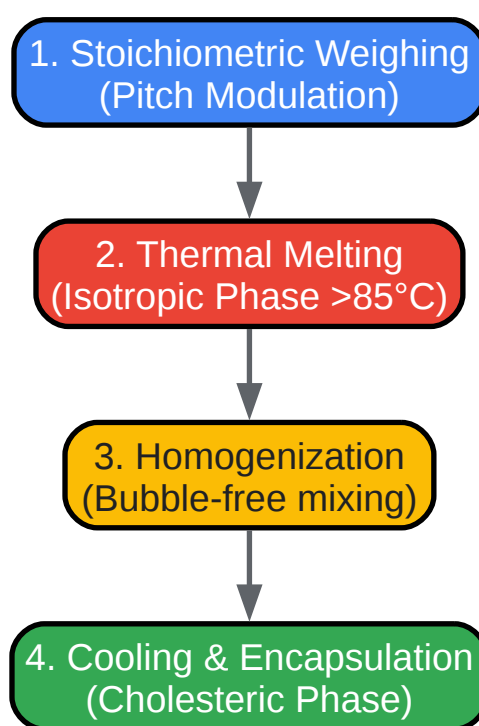 1. Stoichiometric Weighing
(Pitch Modulation)
2. Thermal Melting
(Isotropic Phase >85°C)
3. Homogenization
(Bubble-free mixing)
4. Cooling & Encapsulation
(Cholesteric Phase)